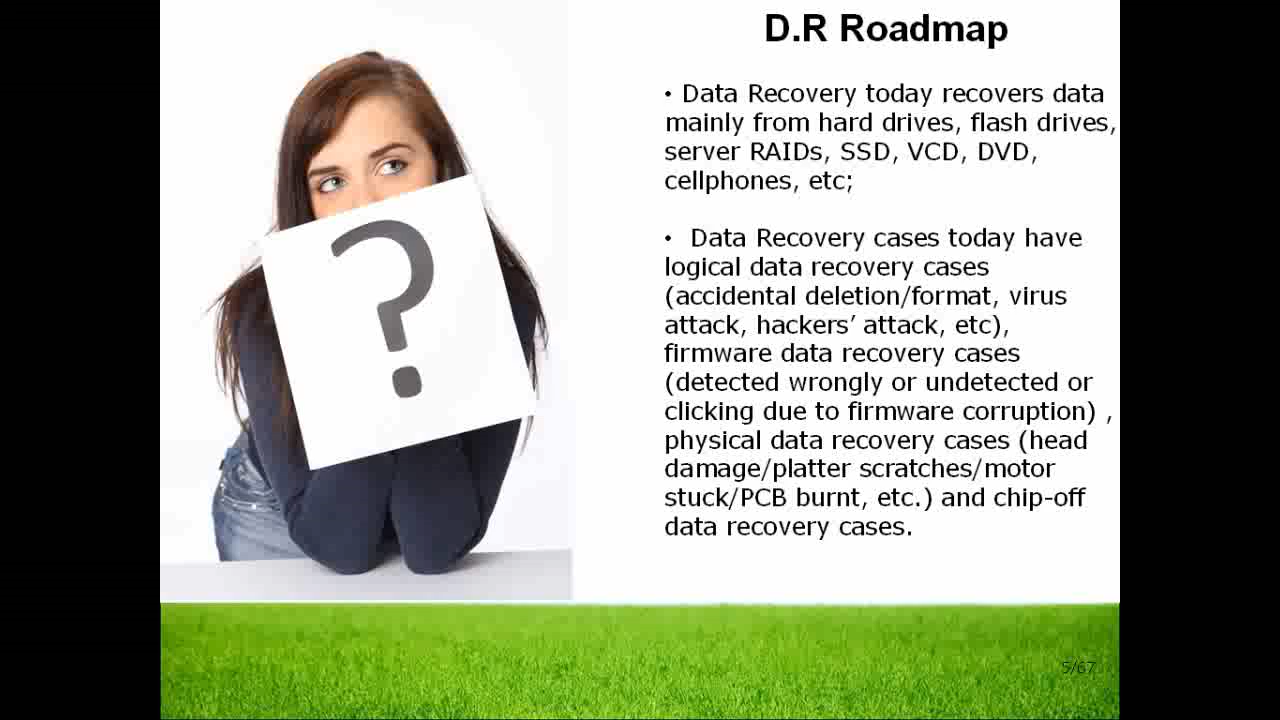 D.R Roadmap
• Data Recovery today recovers data
mainly from hard drives, flash drives,
server RAIDs, SSD, VCD, DVD,
cellphones, etc;
• Data Recovery cases today have
logical data recovery cases
(accidental deletion/format, virus
attack, hackers’ attack, etc),
firmware data recovery cases
(detected wrongly or undetected or
clicking due to firmware corruption) ,
physical data recovery cases (head
damage/platter scratches/motor
stuck/PCB burnt, etc.) and chip-off
data recovery cases.
?
5/67